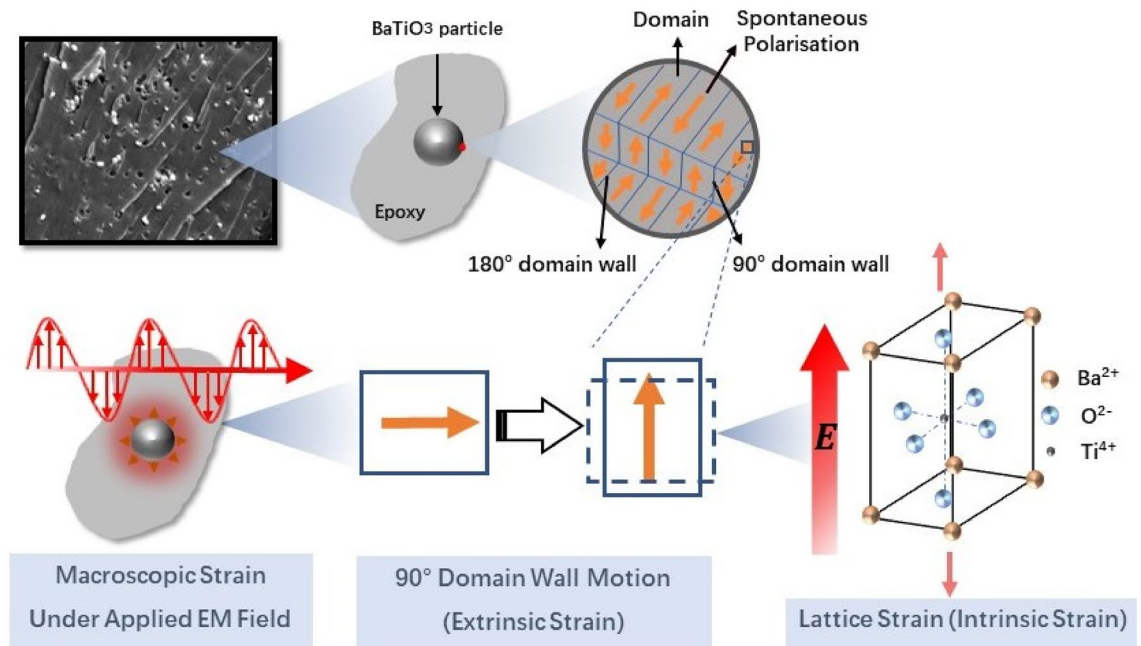 BaTiO3 particle
Domain
Spontaneous
Polarisation
Epoxy
180° domain wall
90° domain wall
E
Ba²⁺
O²⁻
Ti⁴⁺
Macroscopic Strain
Under Applied EM Field
90° Domain Wall Motion
(Extrinsic Strain)
Lattice Strain (Intrinsic Strain)